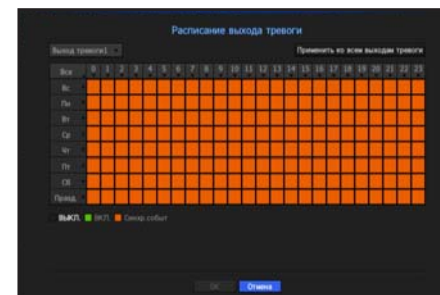 Расписание выхода тревоги
Выход тревоги1 Применить ко всем выходам тревоги
Все 0 1 2 3 4 5 6 7 8 9 10 11 12 13 14 15 16 17 18 19 20 21 22 23
Вс
Пн
Вт
Ср
Чт
Пт
Сб
Празд.
ВЫКЛ. ВКЛ. Синхр.событ
OK Отмена